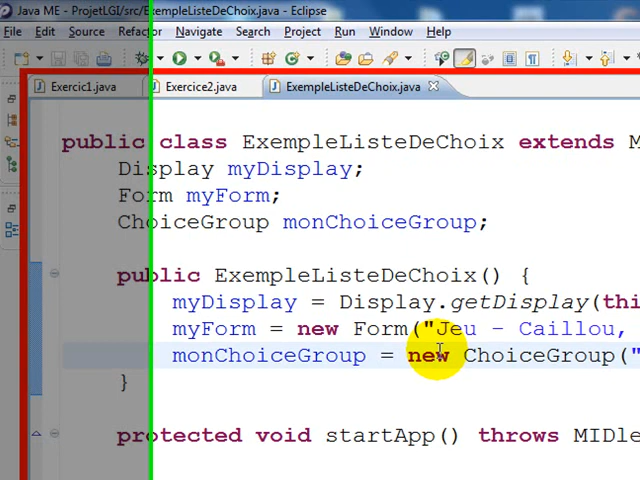 Java ME - ProjetLGI/src/ExempleListeDeChoix.java - Eclipse
File Edit Source Refactor Navigate Search Project Run Window Help
Exercic1.java Exercice2.java ExempleListeDeChoix.java
public class ExempleListeDeChoix extends M
Display myDisplay;
Form myForm;
ChoiceGroup monChoiceGroup;
public ExempleListeDeChoix() {
myDisplay = Display.getDisplay(thi
myForm = new Form("Jeu - Caillou,
monChoiceGroup = new ChoiceGroup("
}
protected void startApp() throws MIDle